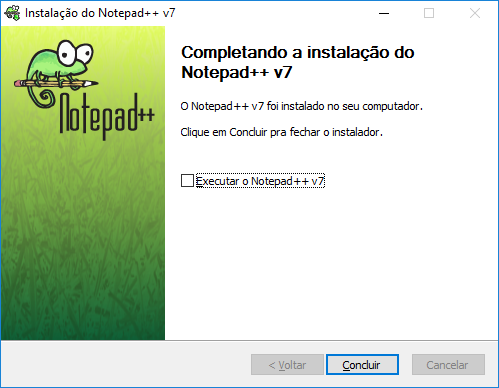 Instalação do Notepad++ v7
Notepad++
Completando a instalação do
Notepad++ v7
O Notepad++ v7 foi instalado no seu computador.
Clique em Concluir pra fechar o instalador.
Executar o Notepad++ v7
< Voltar
Concluir
Cancelar